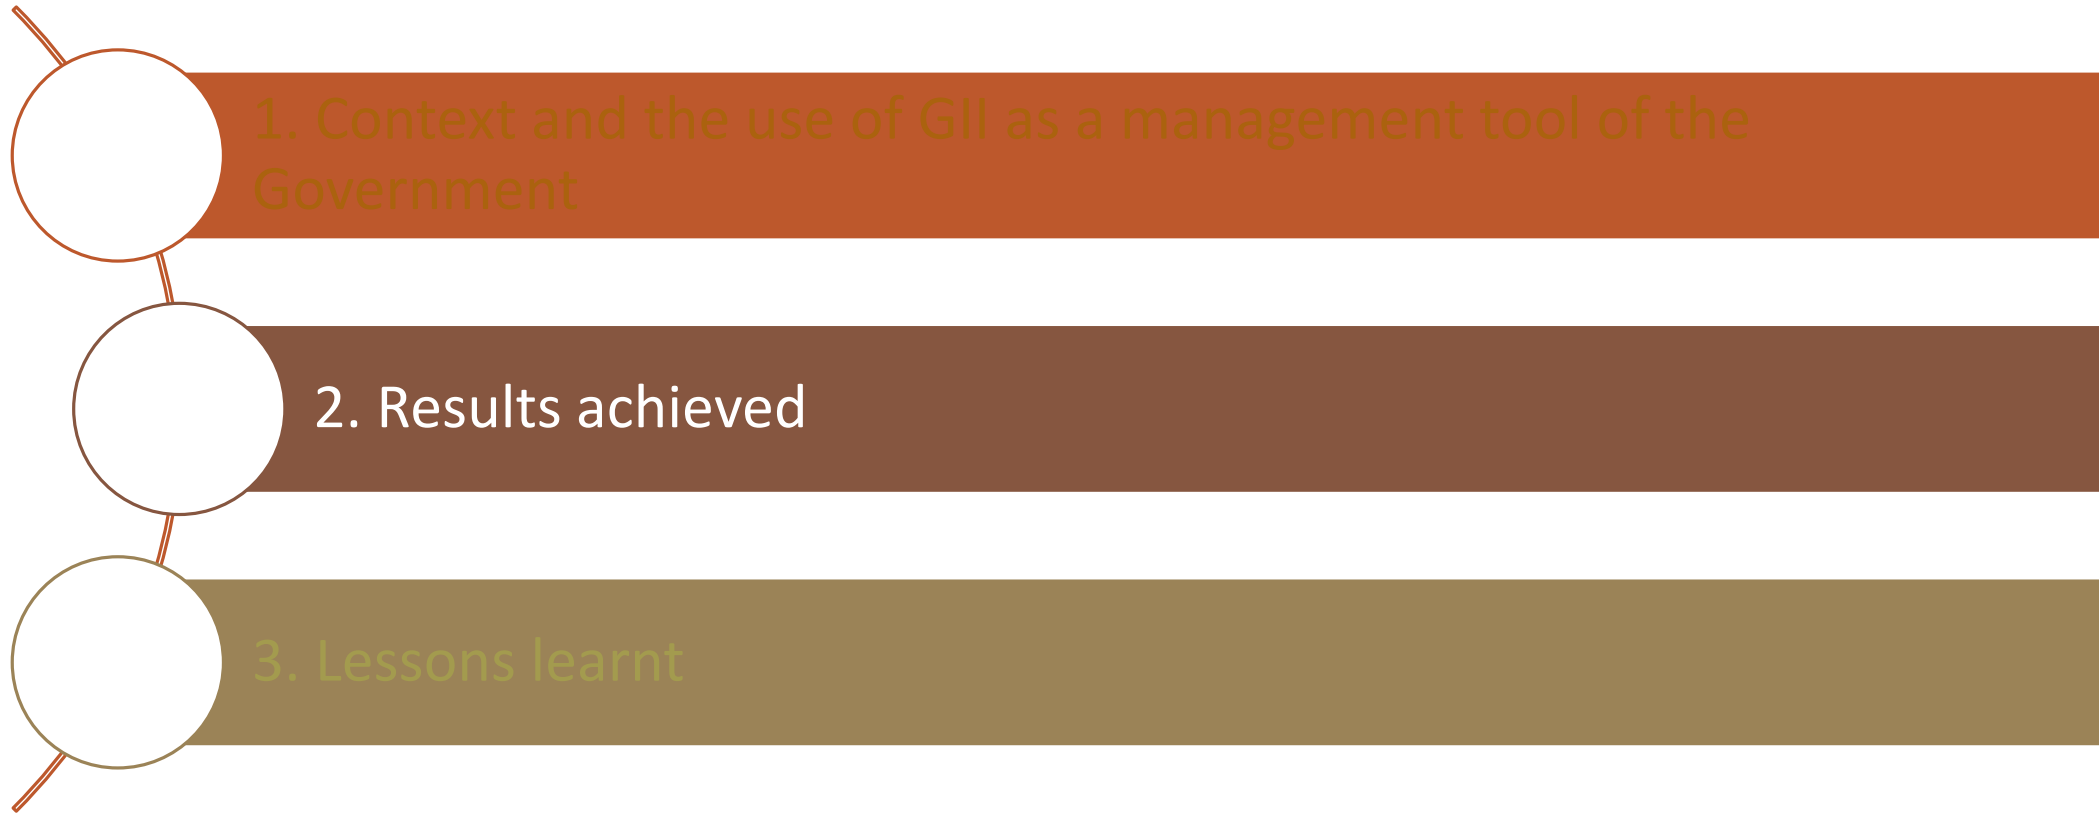 1. Context and the use of GII as a management tool of the
Government
2. Results achieved
3. Lessons learnt